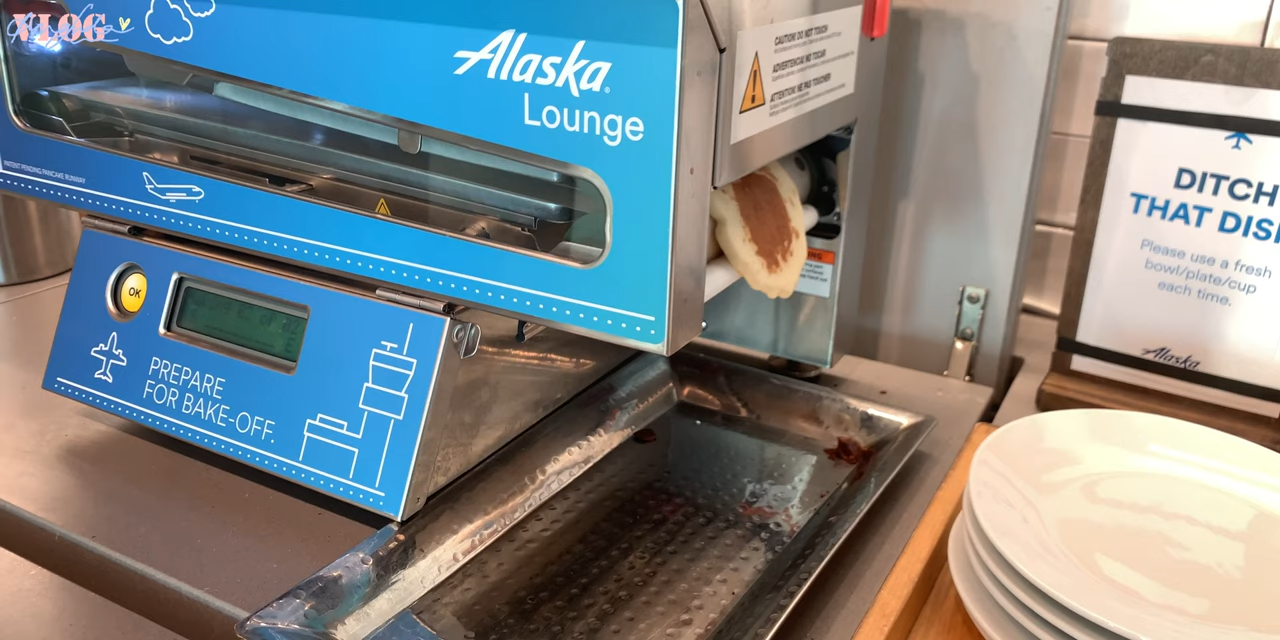 VLOG
Alaska
Lounge
PATENT PENDING PANCAKE RUNWAY
OK
PREPARE
FOR BAKE-OFF.
CAUTION! DO NOT TOUCH
ADVERTENCIA! NO TOCAR
ATTENTION! NE PAS TOUCHER
DITCH
THAT DIS
Please use a fresh
bowl/plate/cup
each time.
Alaska